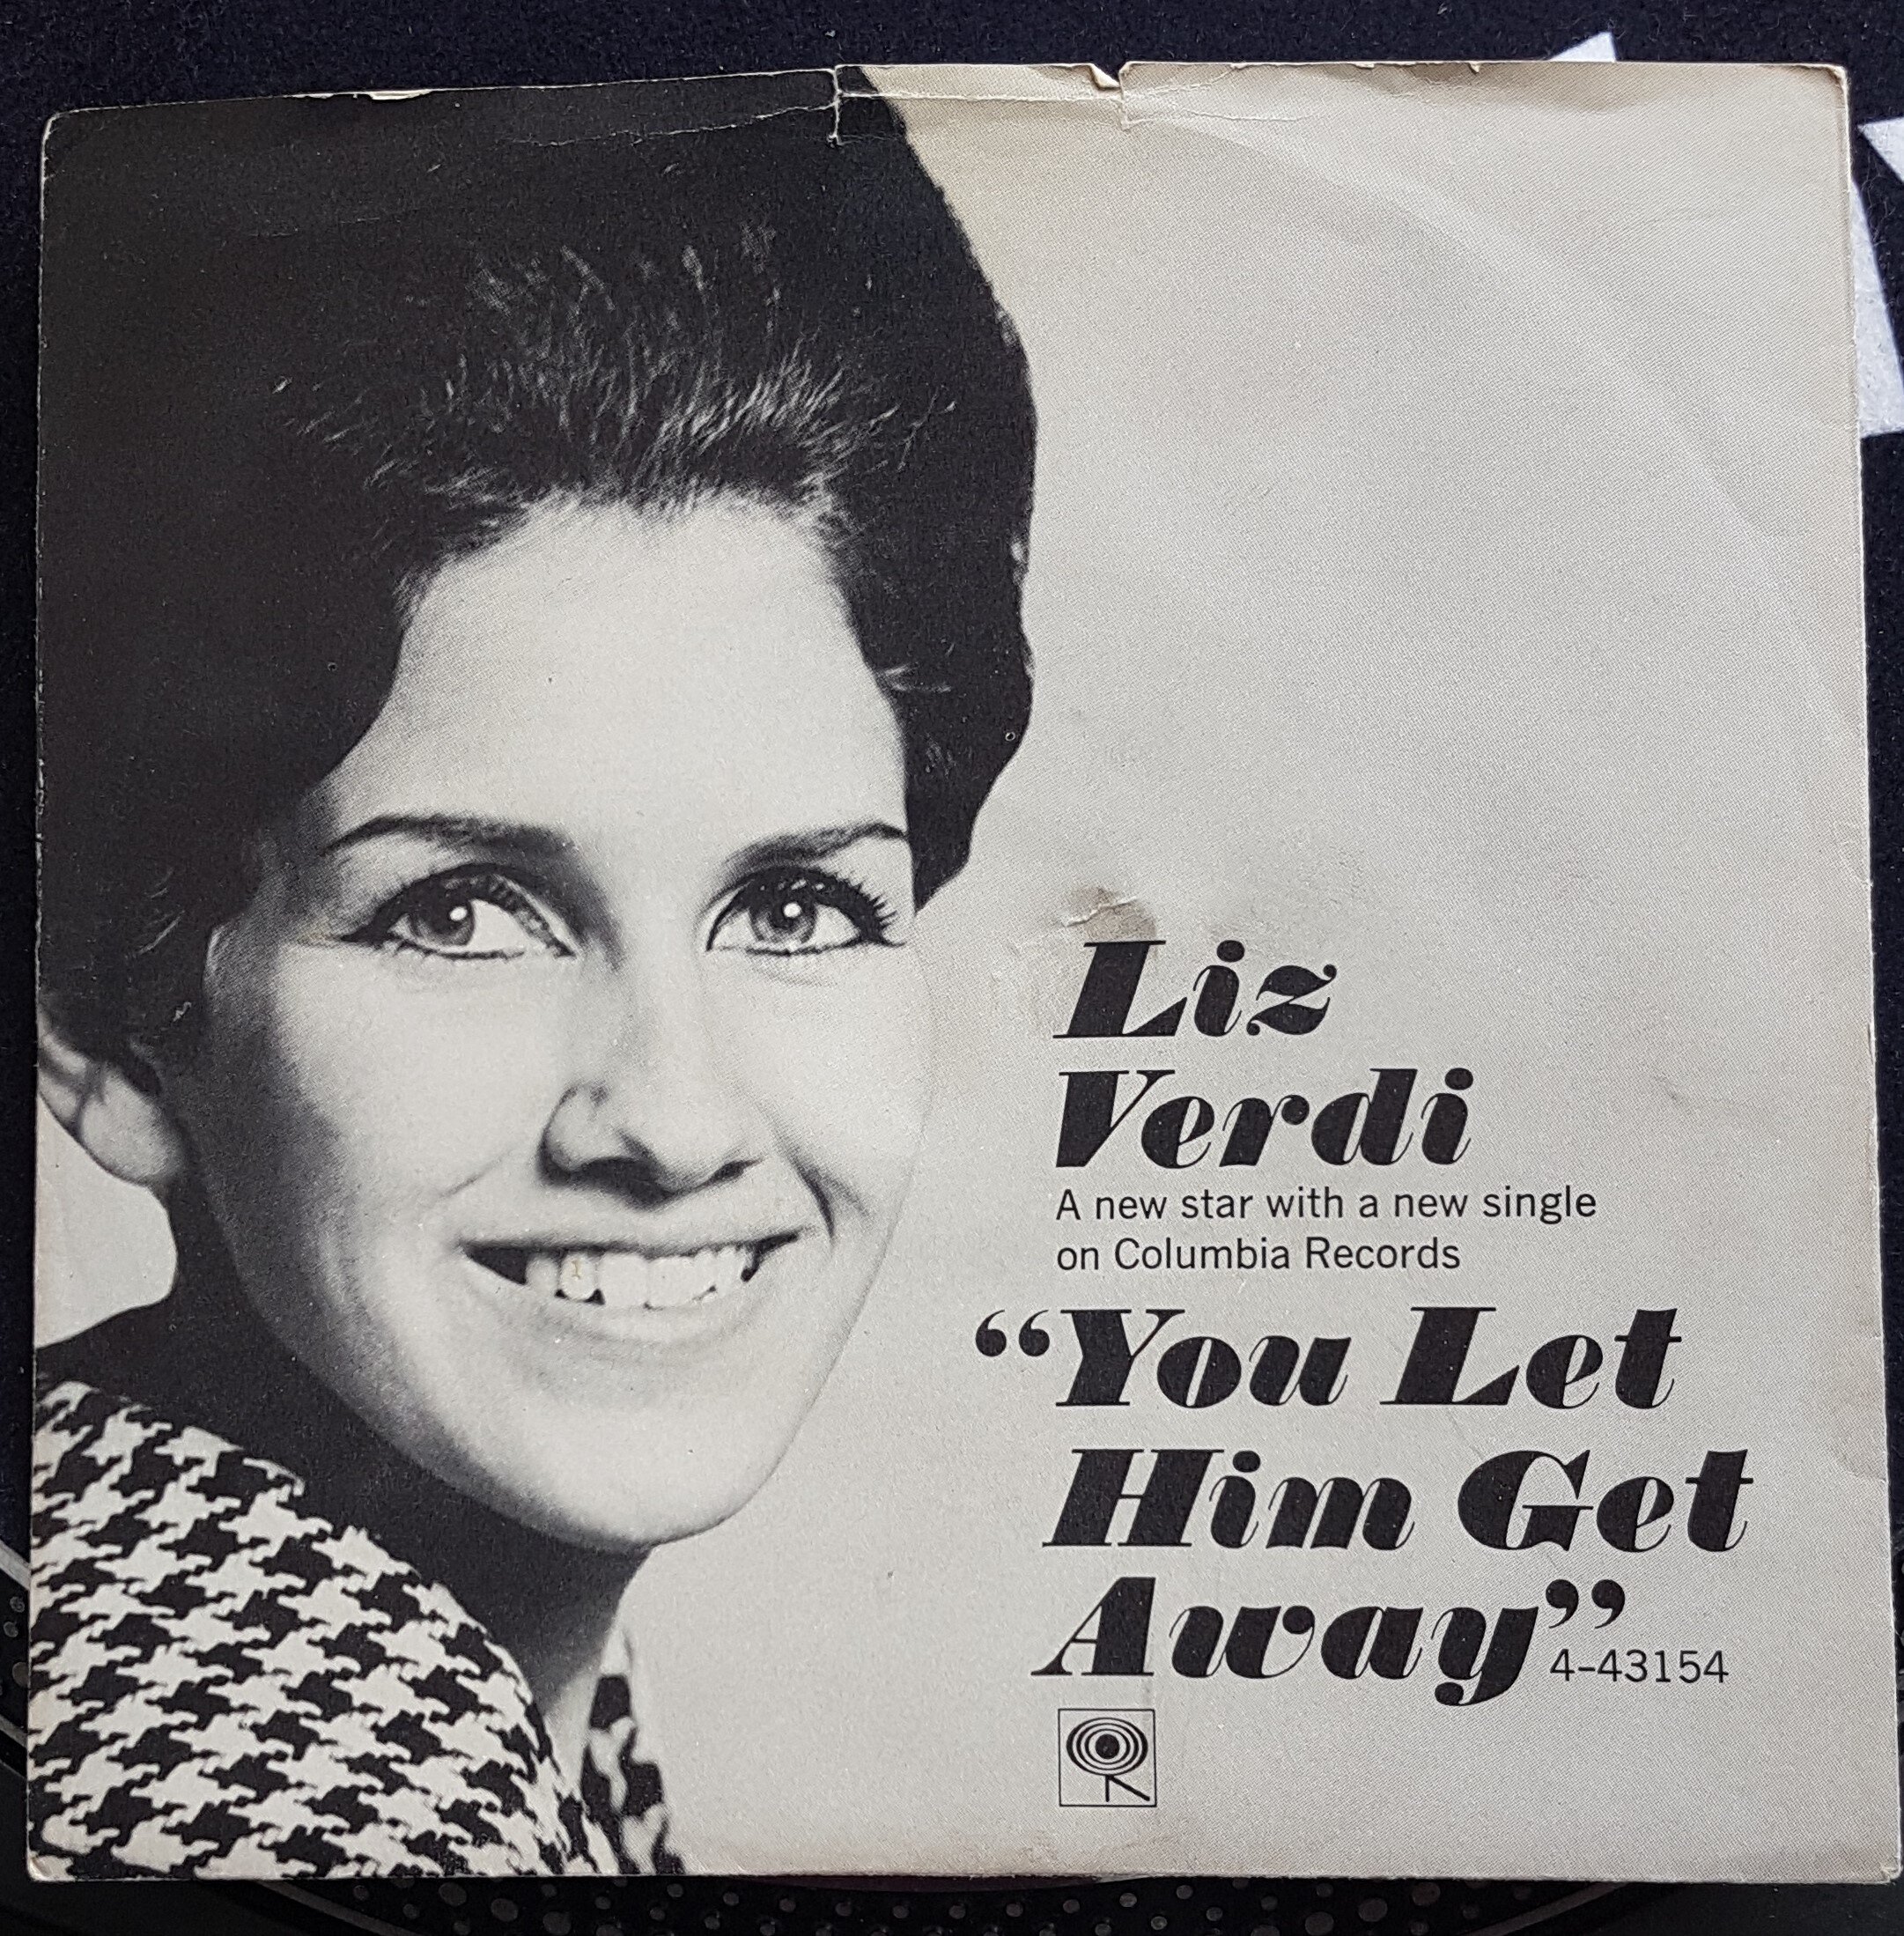 Liz
Verdi
A new star with a new single
on Columbia Records
“You Let
Him Get
Away”
4-43154